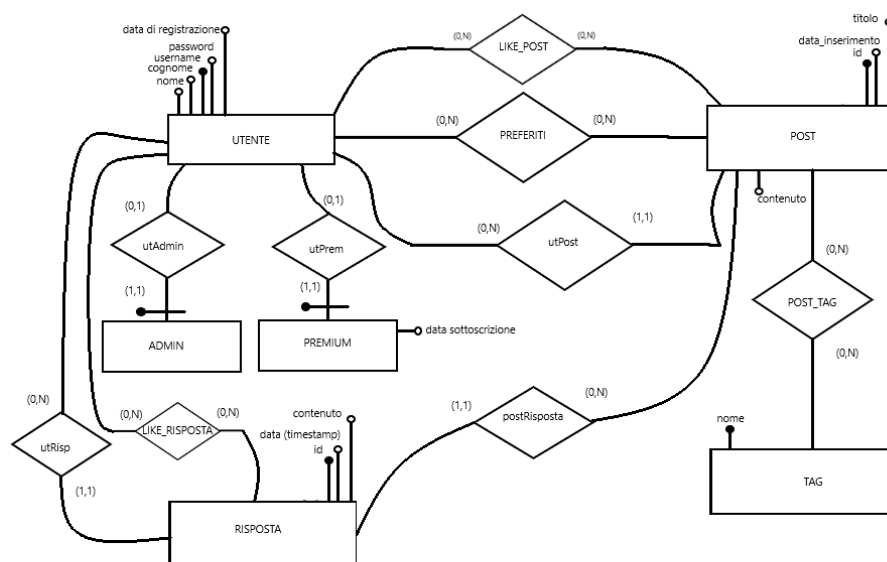 titolo
data di registrazione
(0,N)
LIKE_POST
(0,N)
data_inserimento
id
password
username
cognome
nome
(0,N)
PREFERITI
(0,N)
UTENTE
POST
contenuto
(0,1)
(0,1)
utAdmin
utPrem
(0,N)
utPost
(1,1)
(0,N)
POST_TAG
(0,N)
(1,1)
(1,1)
ADMIN
PREMIUM
data sottoscrizione
(0,N)
(0,N)
LIKE_RISPOSTA
(0,N)
utRisp
(1,1)
contenuto
data (timestamp)
id
(1,1)
postRisposta
(0,N)
nome
TAG
RISPOSTA